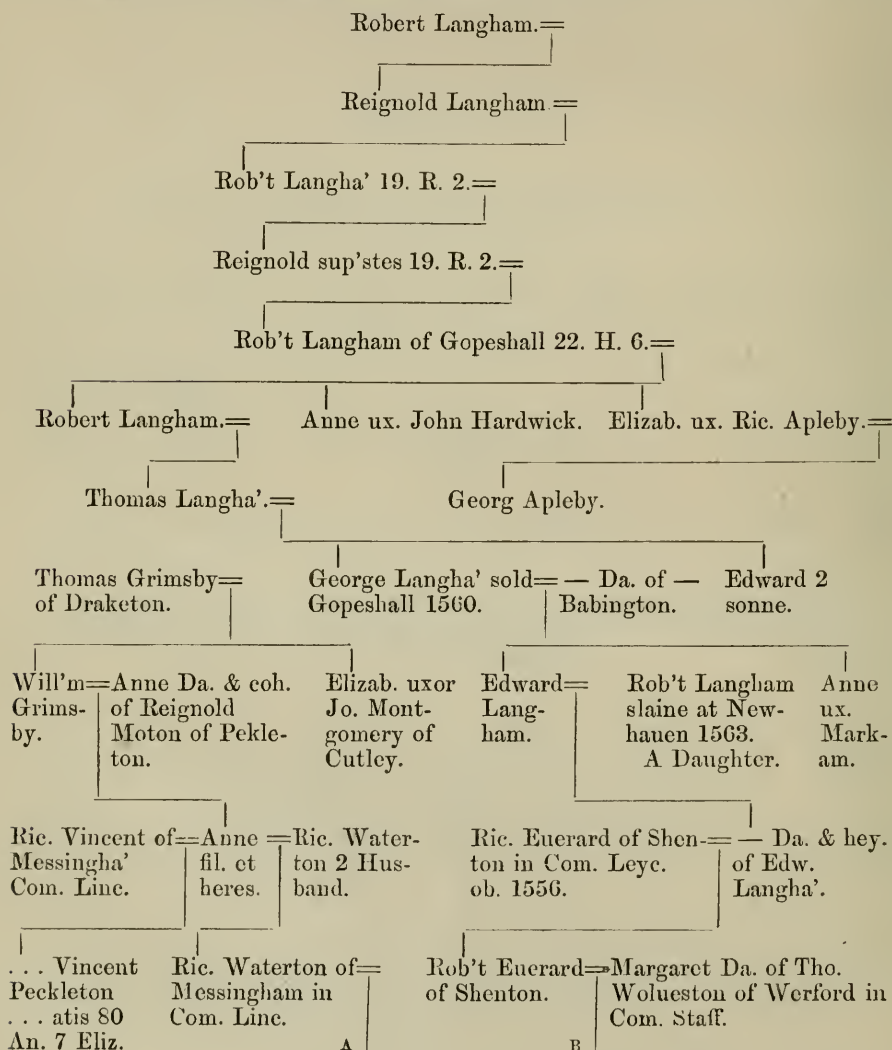 Robert Langham.=
Reignold Langham =
Rob't Langha' 19. R. 2.=
Reignold sup'stes 19. R. 2.=
Rob't Langham of Gopeshall 22. H. 6.=
Robert Langham.= Anne ux. John Hardwick. Elizab. ux. Ric. Apleby.=
Thomas Langha'.= Georg Apleby.
Thomas Grimsby=
of Draketon.
George Langha' sold= — Da. of —
Gopeshall 1560. Babington.
Edward 2
sonne.
Will'm=Anne Da. & coh.
Grims- of Reignold
by. Moton of Pekle-
ton.
Elizab. uxor
Jo. Mont-
gomery of
Cutley.
Edward=
Lang-
ham.
Rob't Langham
slaine at New-
hauen 1563.
A Daughter.
Anne
ux.
Mark-
am.
Ric. Vincent of=Anne =Ric. Water-
Messingha' fil. et ton 2 Hus-
Com. Linc. heres. band.
Ric. Euerard of Shen-= — Da. & hey.
ton in Com. Leyc. of Edw.
ob. 1556. Langha'.
. . . Vincent
Peckleton
. . . atis 80
An. 7 Eliz.
Ric. Waterton of=
Messingham in
Com. Linc.
A
Rob't Euerard=Margaret Da. of Tho.
of Shenton. Wolueston of Werford in
Com. Staff.
B